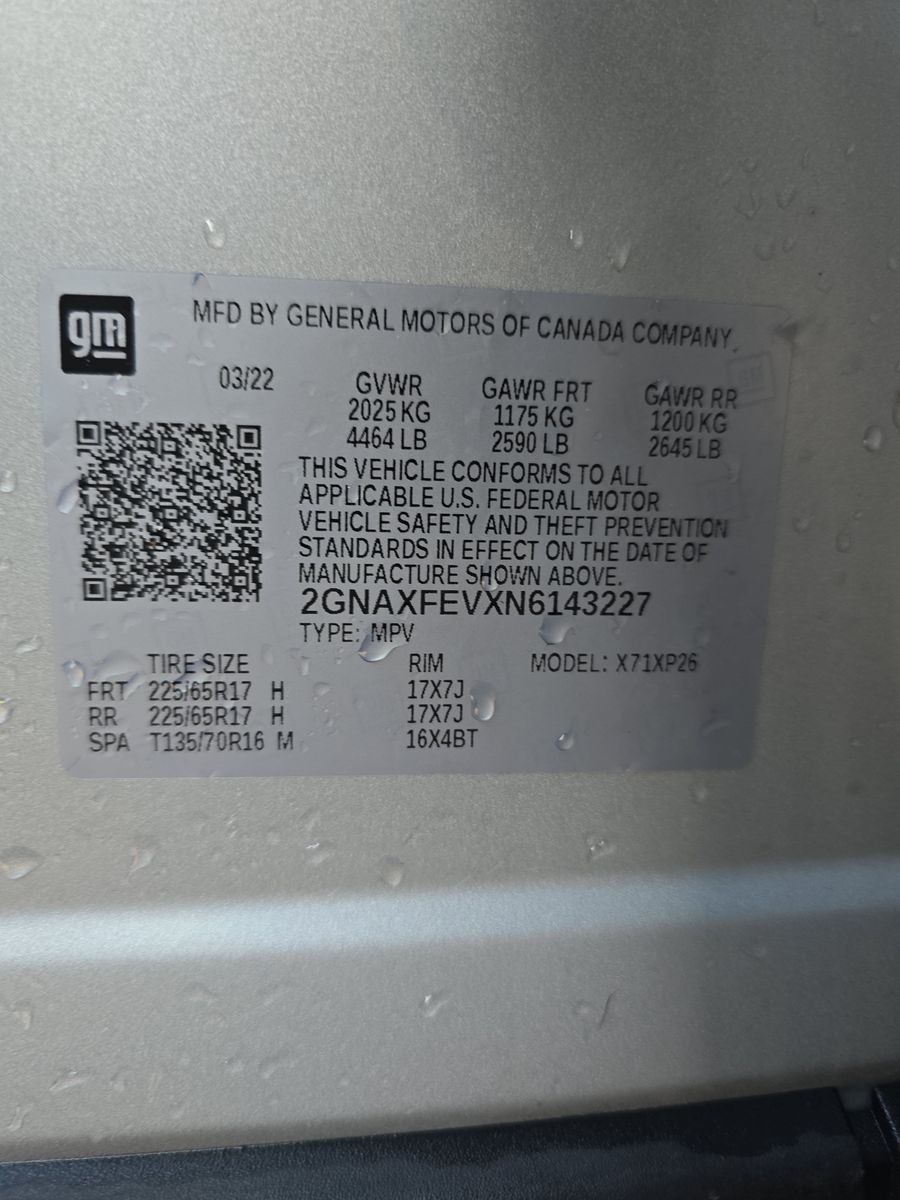 gm
MFD BY GENERAL MOTORS OF CANADA COMPANY
03/22 GVWR GAWR FRT GAWR RR
2025 KG 1175 KG 1200 KG
4464 LB 2590 LB 2645 LB
THIS VEHICLE CONFORMS TO ALL
APPLICABLE U.S. FEDERAL MOTOR
VEHICLE SAFETY AND THEFT PREVENTION
STANDARDS IN EFFECT ON THE DATE OF
MANUFACTURE SHOWN ABOVE.
2GNAXFEVXN6143227
TYPE: MPV
TIRE SIZE RIM MODEL: X71XP26
FRT 225/65R17 H 17X7J
RR 225/65R17 H 17X7J
SPA T135/70R16 M 16X4BT